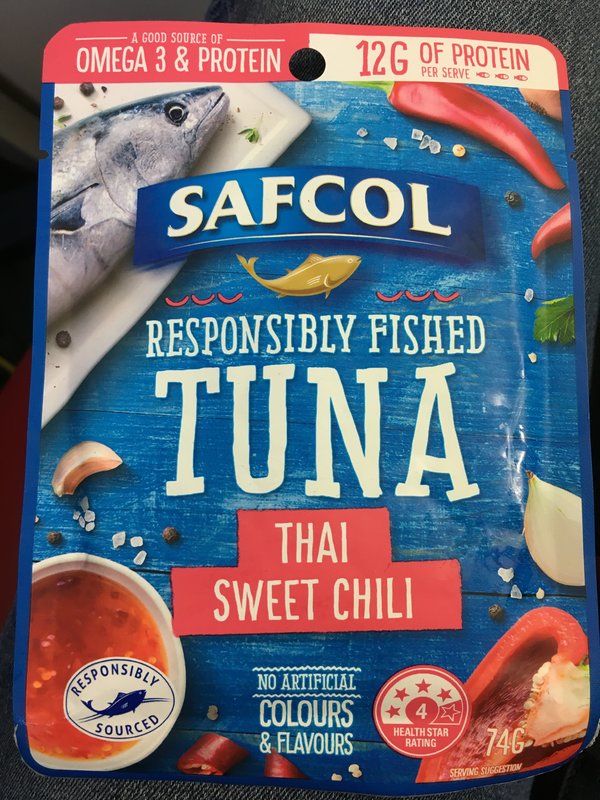 A GOOD SOURCE OF
OMEGA 3 & PROTEIN
12G OF PROTEIN
PER SERVE
SAFCOL
RESPONSIBLY FISHED
TUNA
THAI
SWEET CHILI
RESPONSIBLY
SOURCED
NO ARTIFICIAL
COLOURS
& FLAVOURS
4
HEALTH STAR
RATING
74G
SERVING SUGGESTION